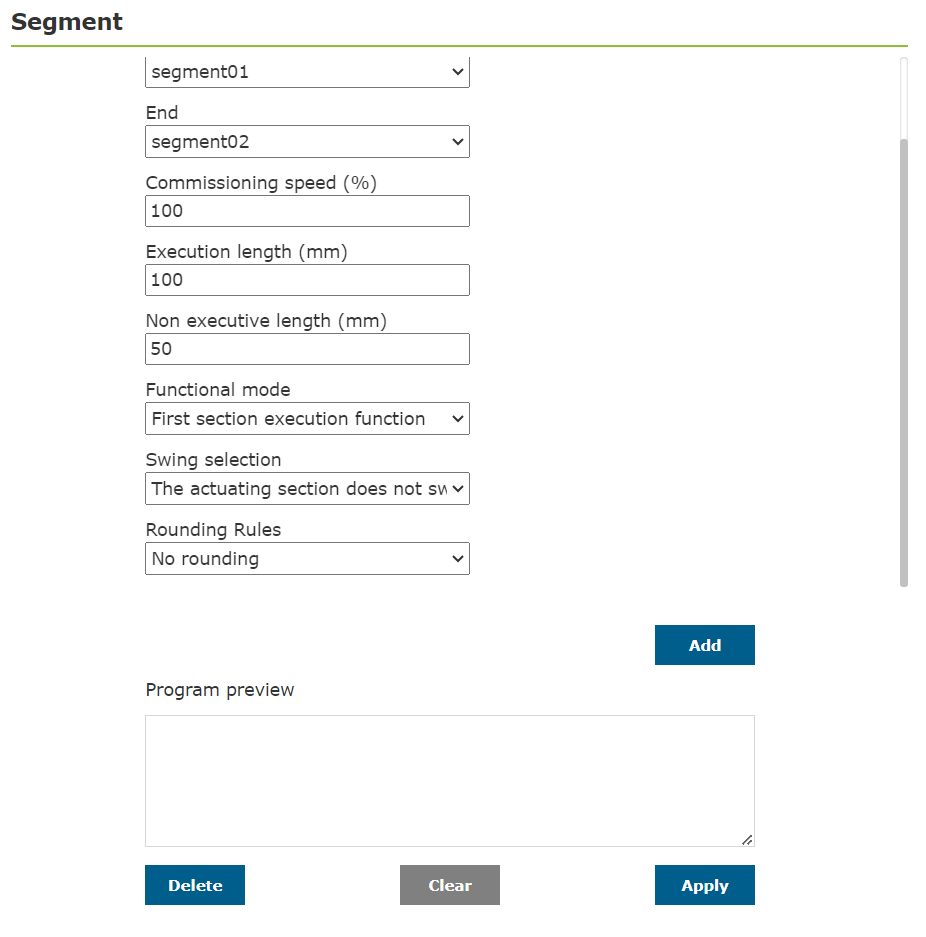 Segment
segment01
End
segment02
Commissioning speed (%)
100
Execution length (mm)
100
Non executive length (mm)
50
Functional mode
First section execution function
Swing selection
The actuating section does not sw
Rounding Rules
No rounding
Add
Program preview
Delete
Clear
Apply